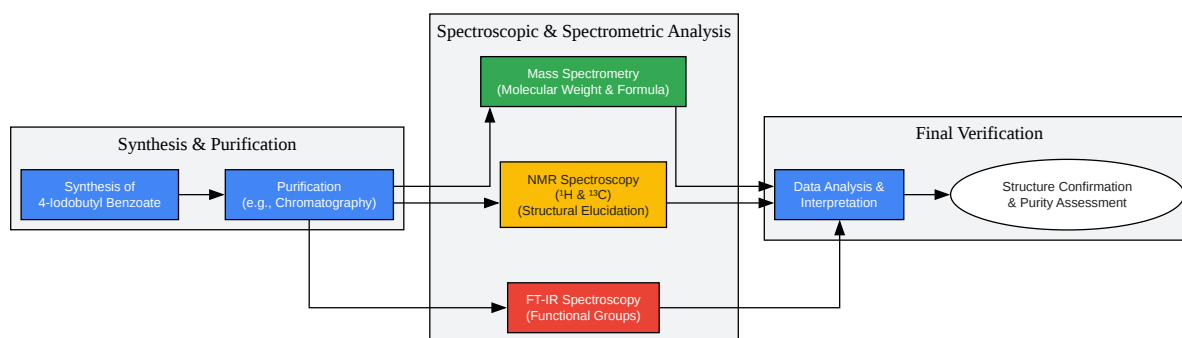 Synthesis & Purification
Synthesis of
4-Iodobutyl Benzoate
Purification
(e.g., Chromatography)
Spectroscopic & Spectrometric Analysis
Mass Spectrometry
(Molecular Weight & Formula)
NMR Spectroscopy
(¹H & ¹³C)
(Structural Elucidation)
FT-IR Spectroscopy
(Functional Groups)
Final Verification
Data Analysis &
Interpretation
Structure Confirmation
& Purity Assessment